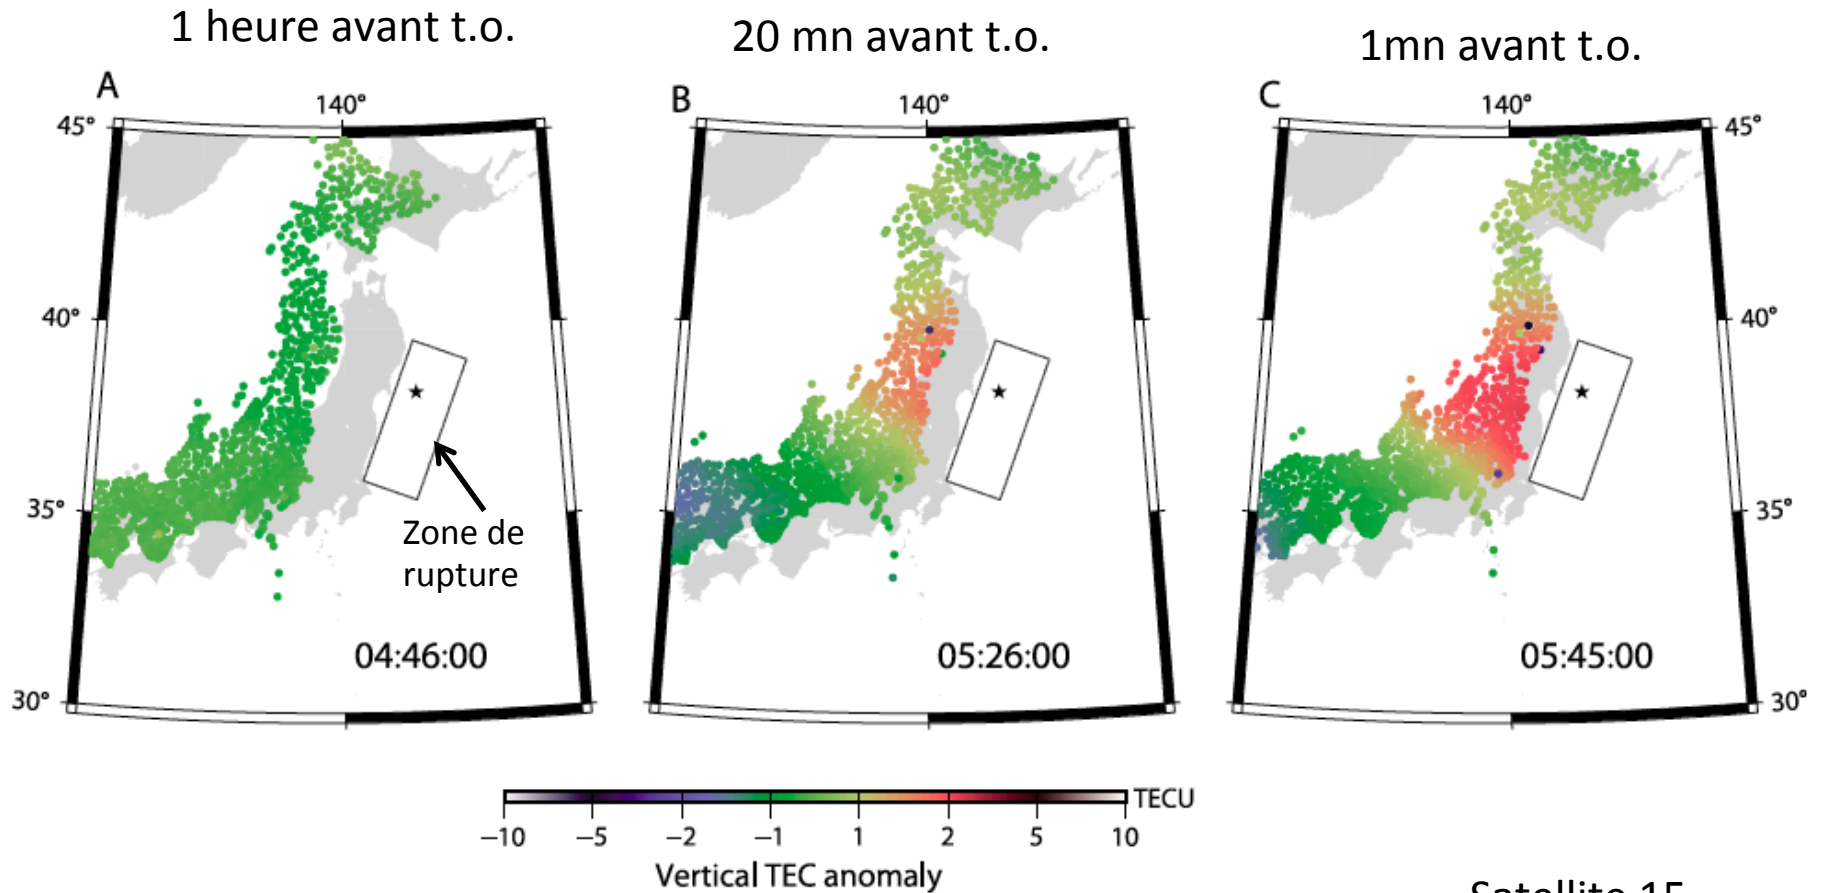 1 heure avant t.o.
20 mn avant t.o.
1mn avant t.o.
A
B
C
140°
140°
140°
45°
45°
40°
40°
35°
35°
30°
30°
Zone de
rupture
04:46:00
05:26:00
05:45:00
TECU
−10 −5 −2 −1 1 2 5 10
Vertical TEC anomaly
Satellite 15